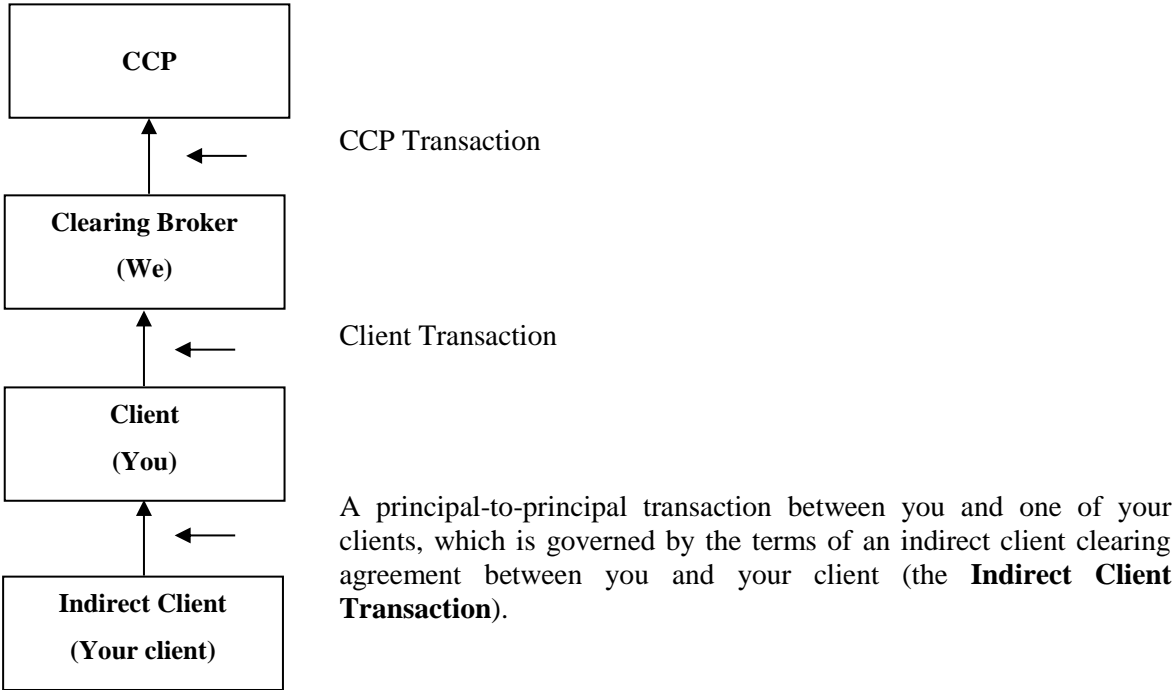 CCP
CCP Transaction
Clearing Broker
(We)
Client Transaction
Client
(You)
A principal-to-principal transaction between you and one of your
clients, which is governed by the terms of an indirect client clearing
agreement between you and your client (the Indirect Client
Transaction).
Indirect Client
(Your client)